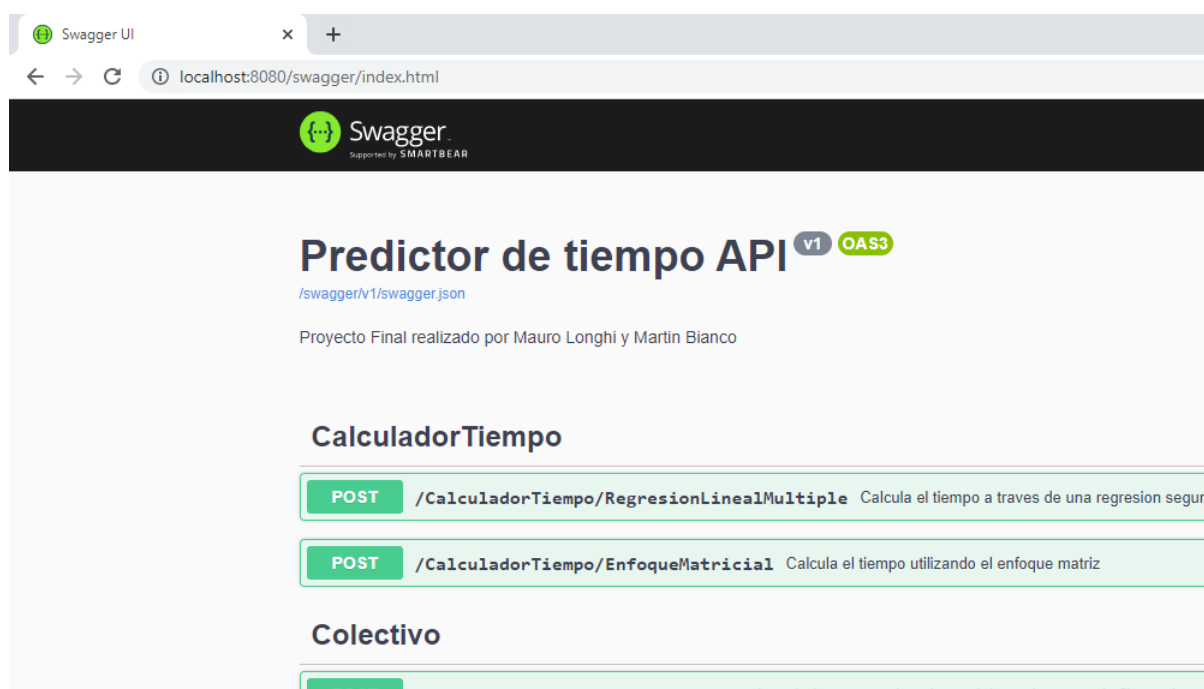 Swagger UI
localhost:8080/swagger/index.html
Swagger.
Supported by SMARTBEAR
Predictor de tiempo API v1 OAS3
/swagger/v1/swagger.json
Proyecto Final realizado por Mauro Longhi y Martin Bianco
CalculadorTiempo
POST /CalculadorTiempo/RegresionLinealMultiple Calcula el tiempo a traves de una regresion
POST /CalculadorTiempo/EnfoqueMatricial Calcula el tiempo utilizando el enfoque matriz
Colectivo